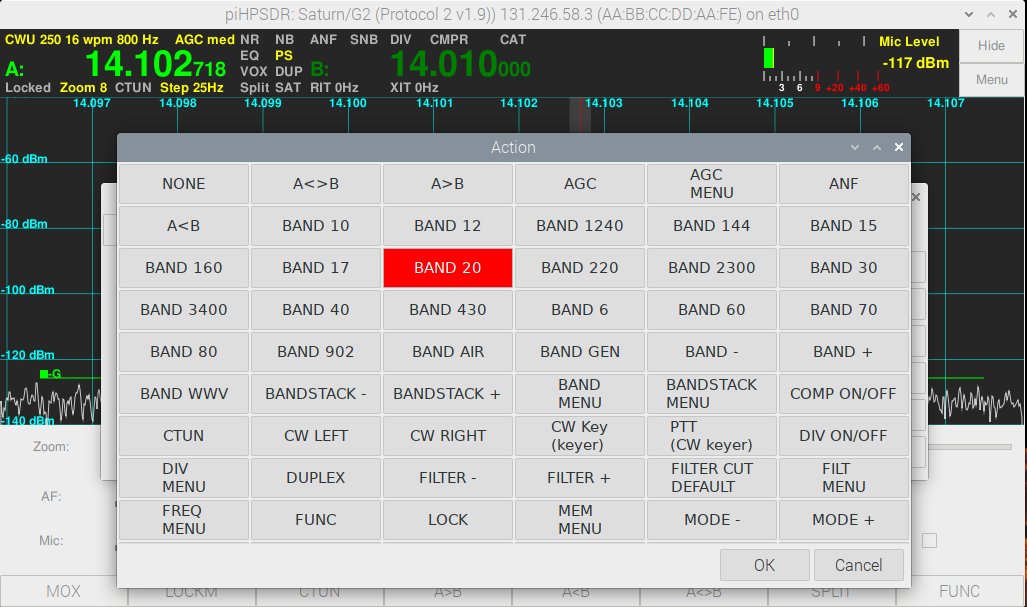 piHPSDR: Saturn/G2 (Protocol 2 v1.9)) 131.246.58.3 (AA:BB:CC:DD:AA:FE) on eth0
CWU 250 16 wpm 800 Hz AGC med NR NB ANF SNB DIV CMPR CAT
EQ PS
A: 14.102718 VOX DUP B: 14.010000
Locked Zoom 8 CTUN Step 25Hz Split SAT RIT 0Hz XIT 0Hz
Mic Level
-117 dBm
3 6 9 +20 +40 +60
Hide
Menu
14.097 14.098 14.099 14.100 14.101 14.102 14.103 14.104 14.105 14.106 14.107
-60 dBm
-80 dBm
-100 dBm
-120 dBm
-G
-140 dBm
Action
NONE A<>B A>B AGC AGC MENU ANF
A<B BAND 10 BAND 12 BAND 1240 BAND 144 BAND 15
BAND 160 BAND 17 BAND 20 BAND 220 BAND 2300 BAND 30
BAND 3400 BAND 40 BAND 430 BAND 6 BAND 60 BAND 70
BAND 80 BAND 902 BAND AIR BAND GEN BAND - BAND +
BAND WWV BANDSTACK - BANDSTACK + BAND MENU BANDSTACK MENU COMP ON/OFF
CTUN CW LEFT CW RIGHT CW Key (keyer) PTT (CW keyer) DIV ON/OFF
DIV MENU DUPLEX FILTER - FILTER + FILTER CUT DEFAULT FILT MENU
FREQ MENU FUNC LOCK MEM MENU MODE - MODE +
OK Cancel
Zoom:
AF:
Mic:
MOX LOCKM CTUN A>B A<B A<>B SPLIT FUNC